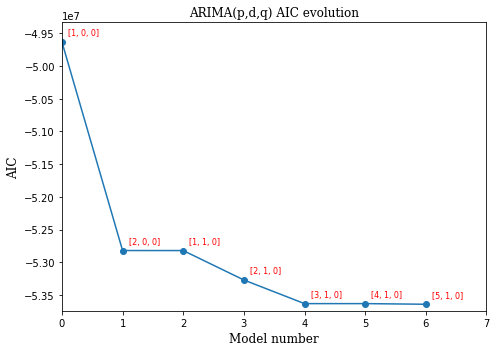 ARIMA(p,d,q) AIC evolution
1e7
−4.95
−5.00
−5.05
−5.10
−5.15
−5.20
−5.25
−5.30
−5.35
AIC
[1, 0, 0]
[2, 0, 0]
[1, 1, 0]
[2, 1, 0]
[3, 1, 0]
[4, 1, 0]
[5, 1, 0]
0 1 2 3 4 5 6 7
Model number